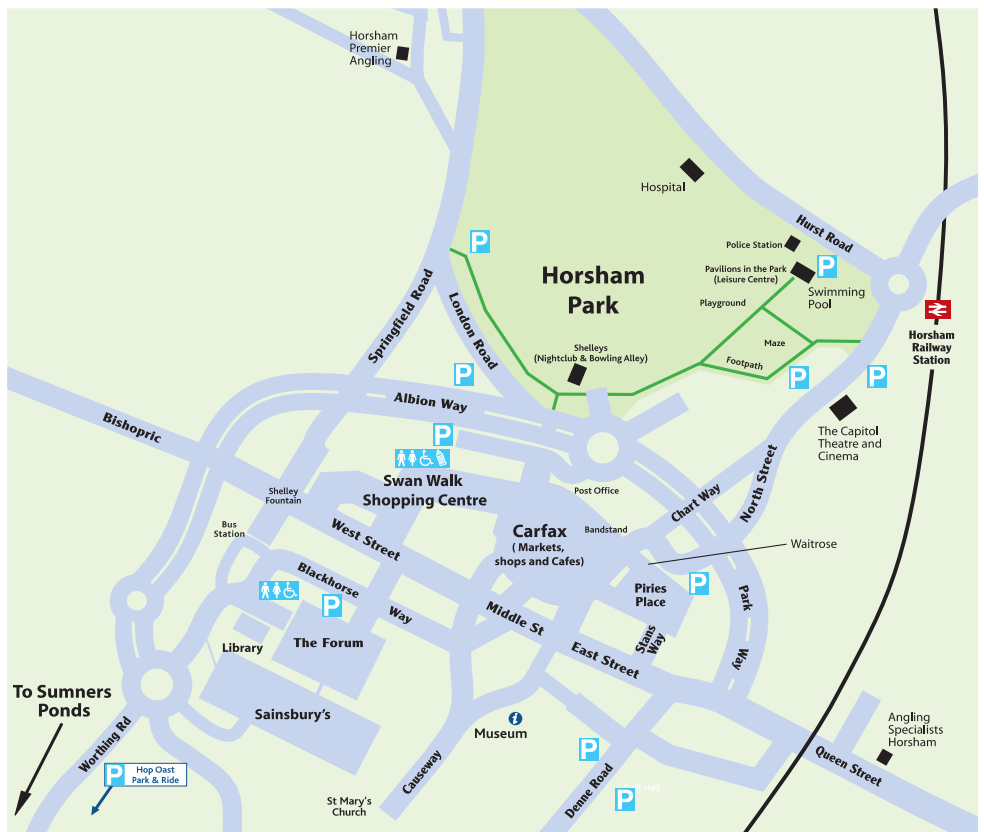 Horsham
Premier
Angling
Hospital
Hurst Road
Police Station
P
Pavilions in the Park
(Leisure Centre)
P
Swimming
Pool
Horsham
Park
Playground
Springfield Road
London Road
Horsham
Railway
Station
Maze
Shelleys
(Nightclub & Bowling Alley)
Footpath
P
P
P
Albion Way
Bishopric
The Capitol
Theatre and
Cinema
P
Swan Walk
Shopping Centre
Shelley
Fountain
Post Office
Chart Way
North Street
Bus
Station
West Street
Carfax
( Markets,
shops and Cafes)
Bandstand
Waitrose
Blackhorse
Way
P
Piries
Place
P
Park
Way
Middle St
Stans
Way
East Street
Library
The Forum
To Sumners
Ponds
Sainsbury's
i
Museum
Angling
Specialists
Horsham
Worthing Rd
P
Hop Oast
Park & Ride
Causeway
P
Denne Road
Queen Street
St Mary's
Church
P
Hall